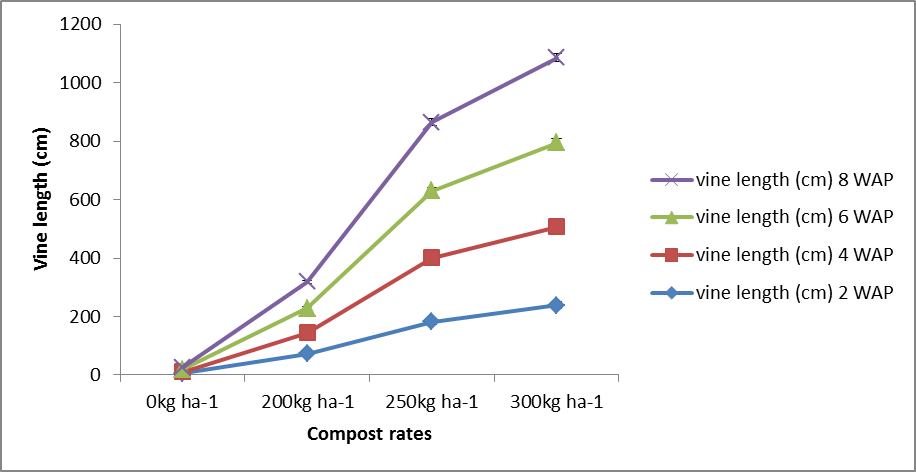 1200
1000
800
600
400
200
0
Vine length (cm)
0kg ha-1 200kg ha-1 250kg ha-1 300kg ha-1
Compost rates
vine length (cm) 8 WAP
vine length (cm) 6 WAP
vine length (cm) 4 WAP
vine length (cm) 2 WAP